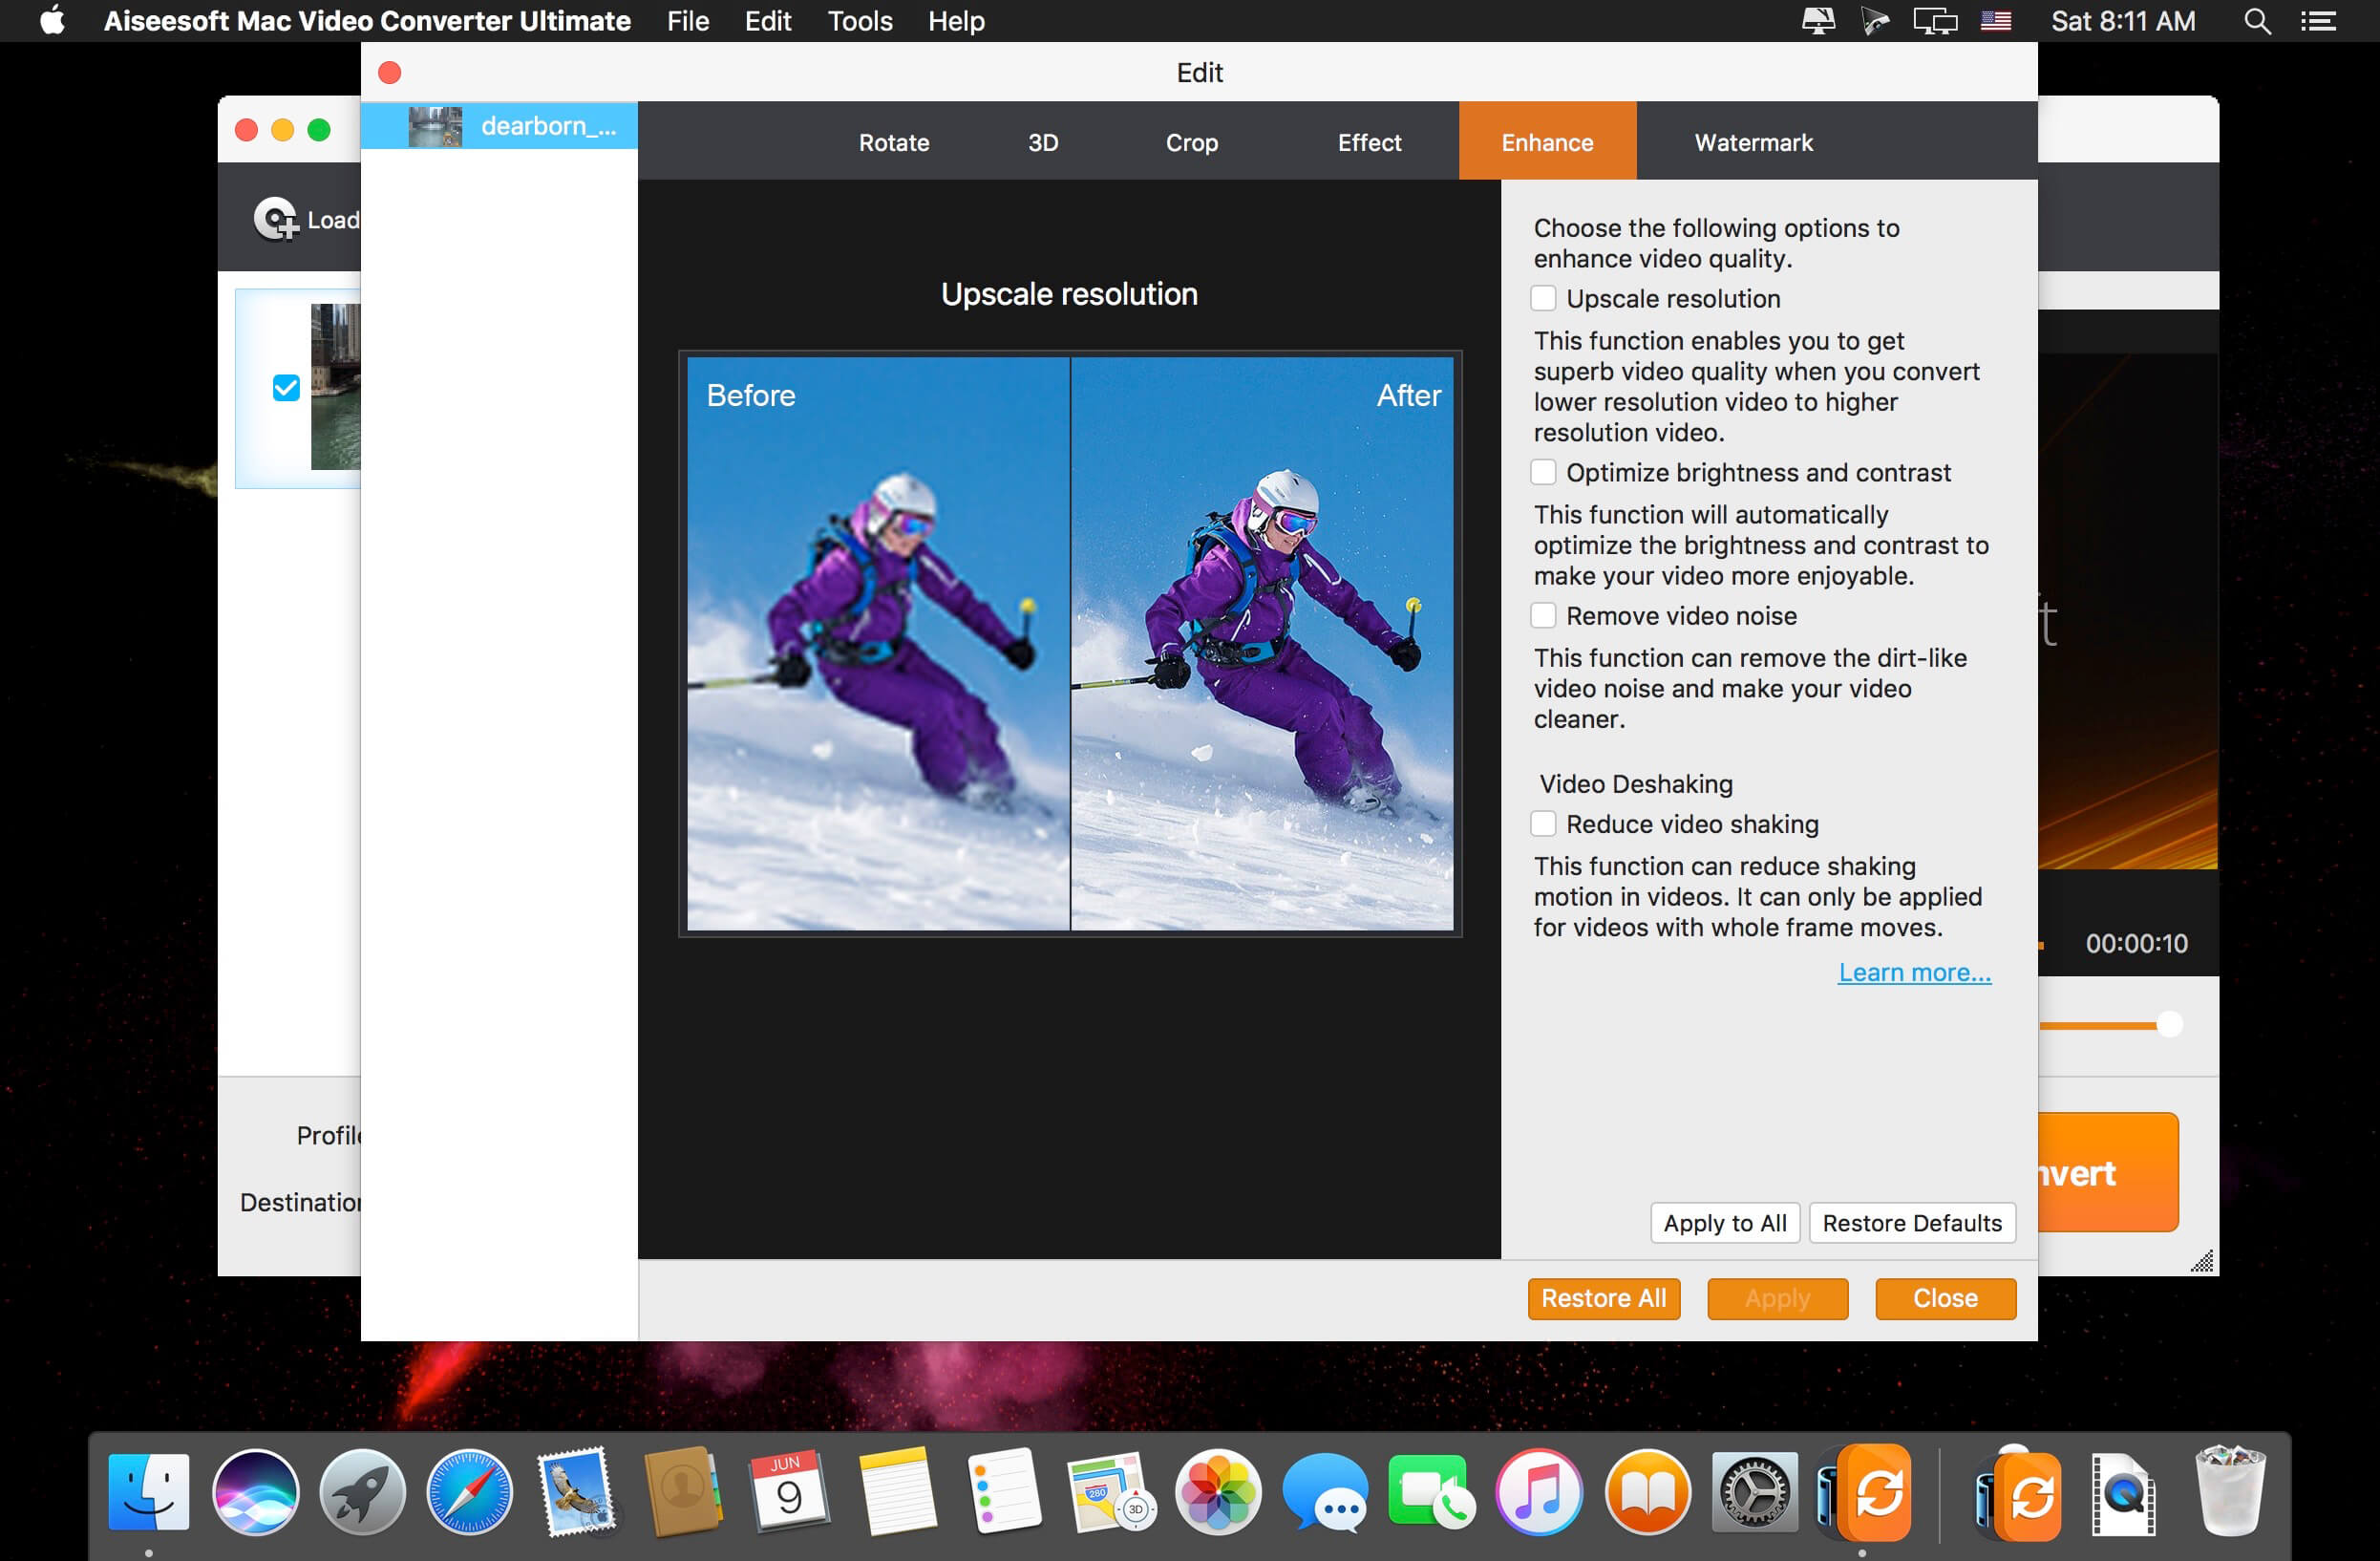 Aiseesoft Mac Video Converter Ultimate File Edit Tools Help Sat 8:11 AM
Edit
dearborn_...
Rotate 3D Crop Effect Enhance Watermark
Load
Upscale resolution
Before After
Choose the following options to
enhance video quality.
Upscale resolution
This function enables you to get
superb video quality when you convert
lower resolution video to higher
resolution video.
Optimize brightness and contrast
This function will automatically
optimize the brightness and contrast to
make your video more enjoyable.
Remove video noise
This function can remove the dirt-like
video noise and make your video
cleaner.
Video Deshaking
Reduce video shaking
This function can reduce shaking
motion in videos. It can only be applied
for videos with whole frame moves.
Learn more...
ft
00:00:10
Profile
Destination
nvert
Apply to All Restore Defaults
Restore All Apply Close
JUN
9
280
3D